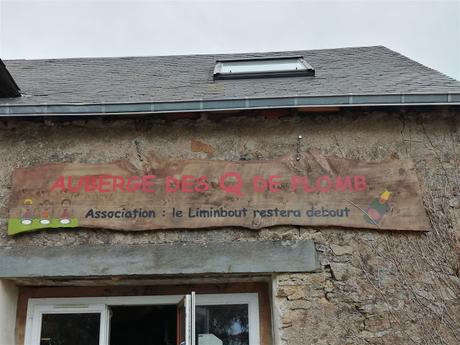 AUBERGE DES Q DE PLOMB
Association : le Liminbout restera debout